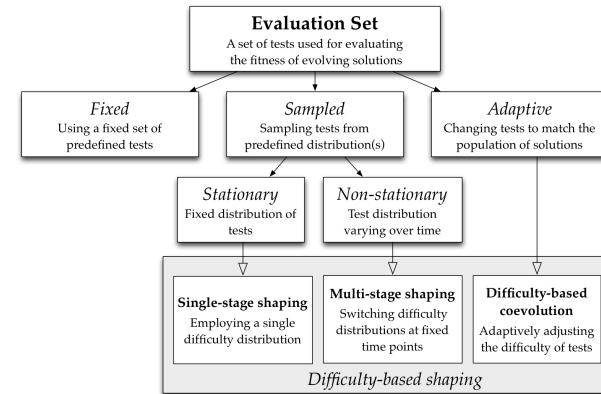 Evaluation Set
A set of tests used for evaluating
the fitness of evolving solutions
Fixed
Using a fixed set of
predefined tests
Sampled
Sampling tests from
predefined distribution(s)
Adaptive
Changing tests to match the
population of solutions
Stationary
Fixed distribution of
tests
Non-stationary
Test distribution
varying over time
Single-stage shaping
Employing a single
difficulty distribution
Multi-stage shaping
Switching difficulty
distributions at fixed
time points
Difficulty-based
coevolution
Adaptively adjusting
the difficulty of tests
Difficulty-based shaping